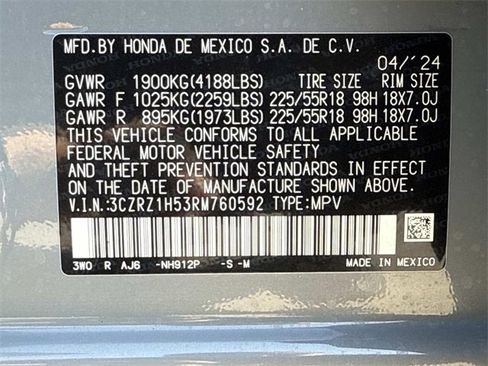 MFD.BY HONDA DE MEXICO S.A. DE C.V.
04/'24
GVWR 1900KG(4188LBS) TIRE SIZE RIM SIZE
GAWR F 1025KG(2259LBS) 225/55R18 98H 18X7.0J
GAWR R 895KG(1973LBS) 225/55R18 98H 18X7.0J
THIS VEHICLE CONFORMS TO ALL APPLICABLE
FEDERAL MOTOR VEHICLE SAFETY AND
THEFT PREVENTION STANDARDS IN EFFECT ON
THE DATE OF MANUFACTURE SHOWN ABOVE.
V.I.N:3CZRZ1H53RM760592 TYPE:MPV
3W0 R AJ6 -NH912P -S -M MADE IN MEXICO